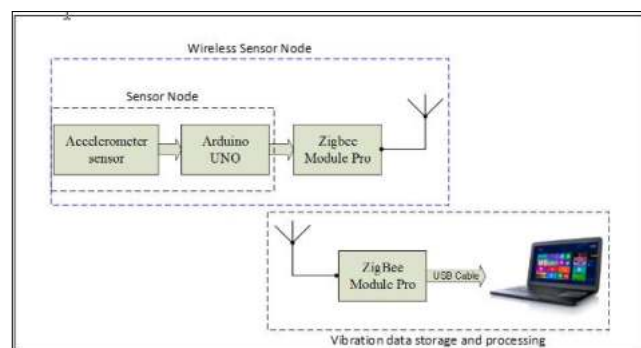 Wireless Sensor Node
Sensor Node
Accelerometer
sensor
Arduino
UNO
Zigbee
Module Pro
ZigBee
Module Pro
USB Cable
Vibration data storage and processing